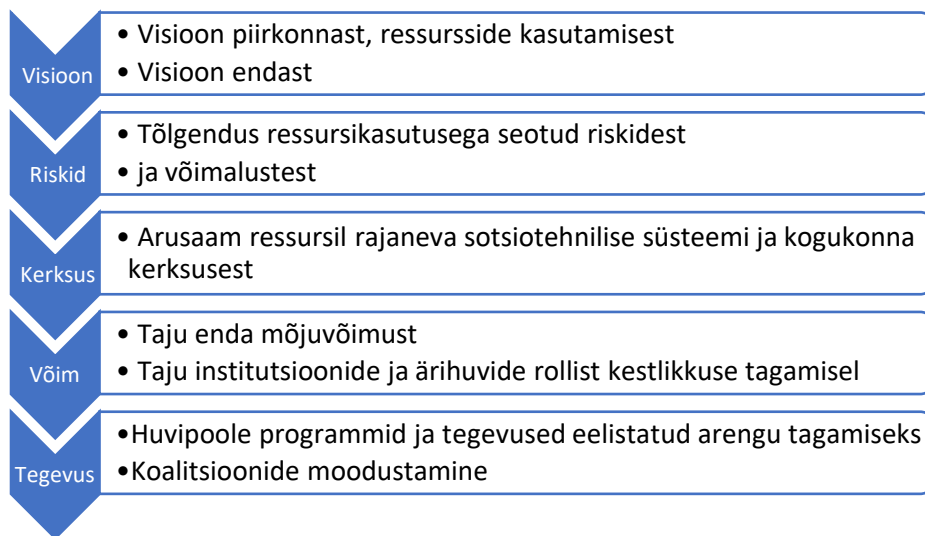 Visioon
• Visioon piirkonnast, ressursside kasutamisest
• Visioon endast
Riskid
• Tõlgendus ressursikasutusega seotud riskidest
• ja võimalustest
Kerksus
• Arusaam ressursil rajaneva sotsiotehnilise süsteemi ja kogukonna
kerksusest
Võim
• Taju enda mõjuvõimust
• Taju institutsioonide ja ärihuvide rollist kestlikkuse tagamisel
Tegevus
•Huvipoole programmid ja tegevused eelistatud arengu tagamiseks
•Koalitsioonide moodustamine